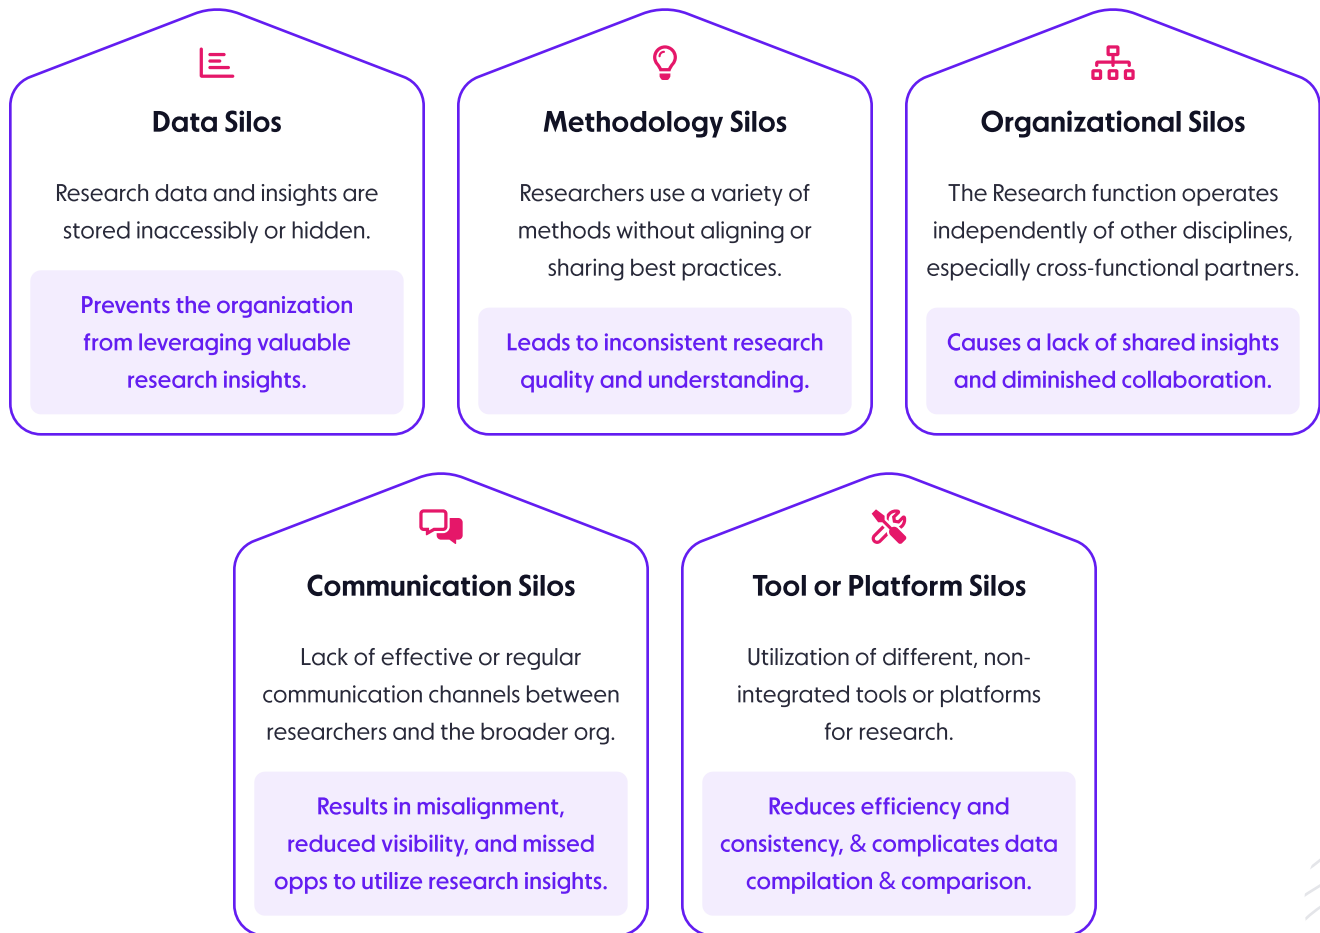 Data Silos
Research data and insights are
stored inaccessibly or hidden.
Prevents the organization
from leveraging valuable
research insights.
Methodology Silos
Researchers use a variety of
methods without aligning or
sharing best practices.
Leads to inconsistent research
quality and understanding.
Organizational Silos
The Research function operates
independently of other disciplines,
especially cross-functional partners.
Causes a lack of shared insights
and diminished collaboration.
Communication Silos
Lack of effective or regular
communication channels between
researchers and the broader org.
Results in misalignment,
reduced visibility, and missed
opps to utilize research insights.
Tool or Platform Silos
Utilization of different, non-
integrated tools or platforms
for research.
Reduces efficiency and
consistency, & complicates data
compilation & comparison.